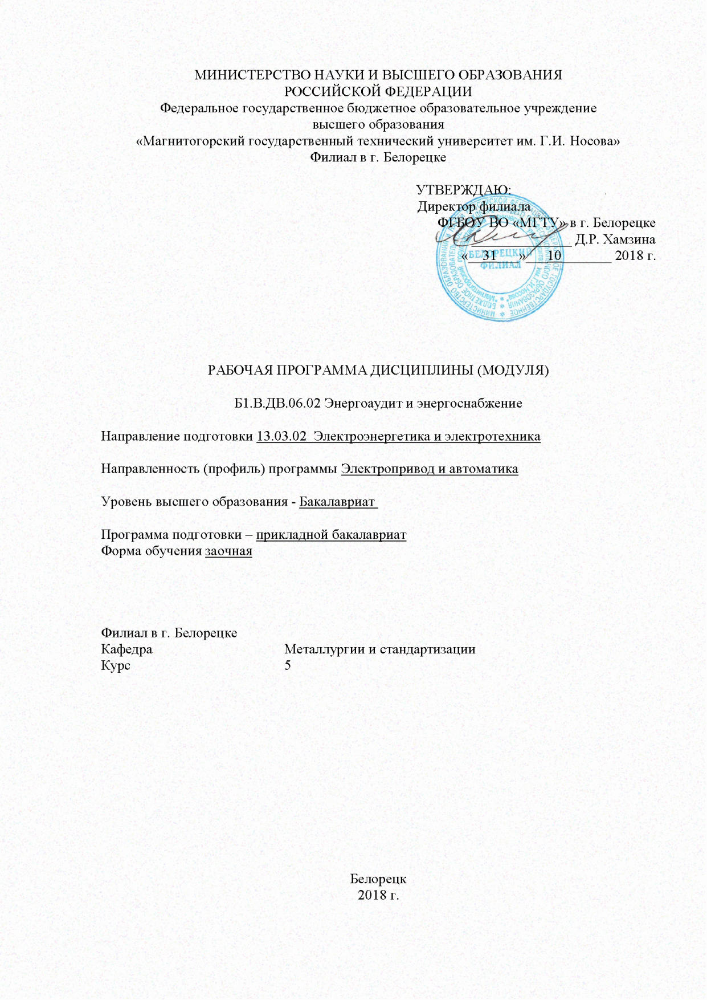 МИНИСТЕРСТВО НАУКИ И ВЫСШЕГО ОБРАЗОВАНИЯ
РОССИЙСКОЙ ФЕДЕРАЦИИ
Федеральное государственное бюджетное образовательное учреждение
высшего образования
«Магнитогорский государственный технический университет им. Г.И. Носова»
Филиал в г. Белорецке
УТВЕРЖДАЮ:
Директор филиала
ФГБОУ ВО «МГТУ» в г. Белорецке
Д.Р. Хамзина
«__31___»___10_______ 2018 г.
БЕЛОРЕЦКИЙ
ФИЛИАЛ
РАБОЧАЯ ПРОГРАММА ДИСЦИПЛИНЫ (МОДУЛЯ)
Б1.В.ДВ.06.02 Энергоаудит и энергоснабжение
Направление подготовки 13.03.02 Электроэнергетика и электротехника
Направленность (профиль) программы Электропривод и автоматика
Уровень высшего образования - Бакалавриат
Программа подготовки – прикладной бакалавриат
Форма обучения заочная
Филиал в г. Белорецке
Кафедра Металлургии и стандартизации
Курс 5
Белорецк
2018 г.